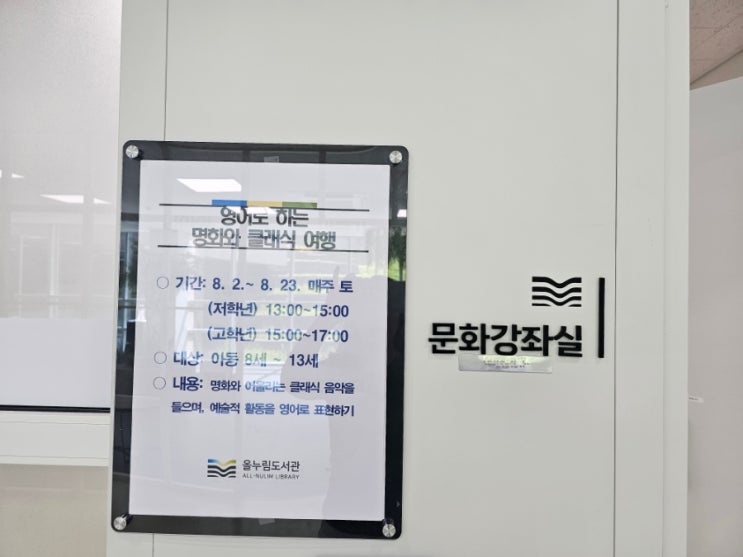 영어로 하는
명화와 클래식 여행
○ 기간: 8. 2.~ 8. 23. 매주 토
(저학년) 13:00~15:00
(고학년) 15:00~17:00
○ 대상: 아동 8세 ~ 13세
○ 내용: 명화와 어울리는 클래식 음악을
들으며, 예술적 활동을 영어로 표현하기
올누림도서관
ALL-NULIM LIBRARY
문화강좌실